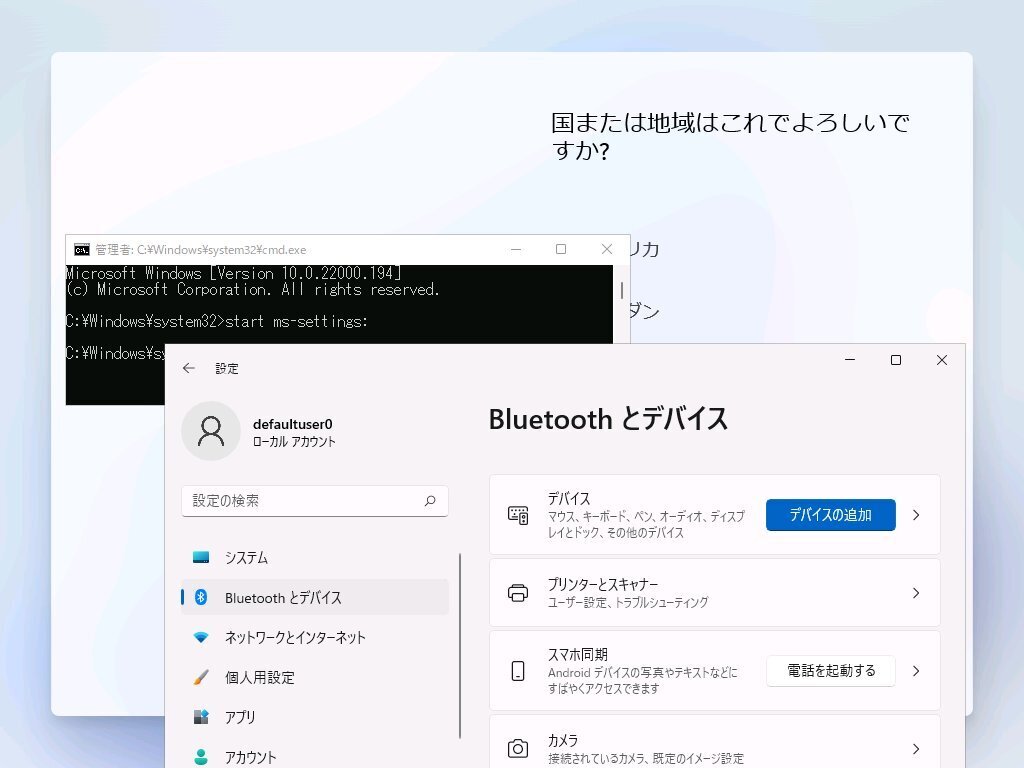 国または地域はこれでよろしいで
すか?
管理者: C:¥Windows¥system32¥cmd.exe
リカ
Microsoft Windows [Version 10.0.22000.194]
(c) Microsoft Corporation. All rights reserved.
ダン
C:¥Windows¥system32>start ms-settings:
C:¥Windows¥sy
設定
defaultuser0
ローカル アカウント
設定の検索
システム
Bluetooth とデバイス
ネットワークとインターネット
個人用設定
アプリ
アカウント
Bluetooth とデバイス
デバイス
マウス、キーボード、ペン、オーディオ、ディスプ
レイとドック、その他のデバイス
デバイスの追加
プリンターとスキャナー
ユーザー設定、トラブルシューティング
スマホ同期
Android デバイスの写真やテキストなどに
すばやくアクセスできます
電話を起動する
カメラ
接続されているカメラ、既定のイメージ設定